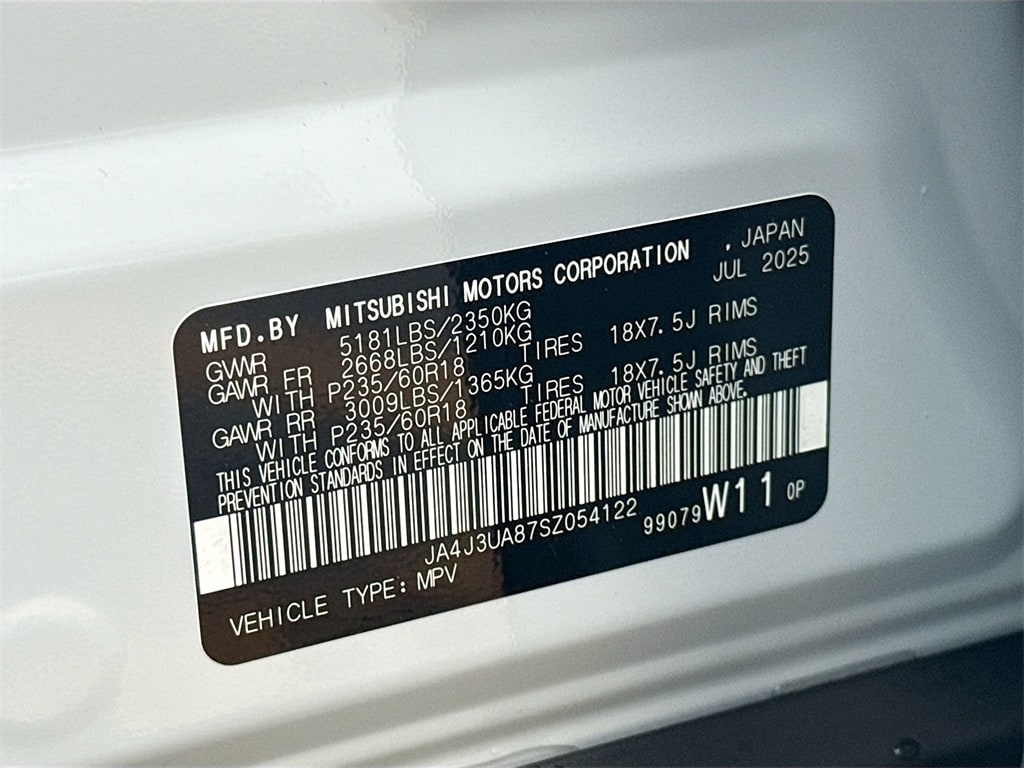 MFD.BY MITSUBISHI MOTORS CORPORATION , JAPAN
JUL 2025
GVWR 5181LBS/2350KG
GAWR FR 2668LBS/1210KG
WITH P235/60R18 TIRES 18X7.5J RIMS
GAWR RR 3009LBS/1365KG
WITH P235/60R18 TIRES 18X7.5J RIMS
THIS VEHICLE CONFORMS TO ALL APPLICABLE FEDERAL MOTOR VEHICLE SAFETY AND THEFT
PREVENTION STANDARDS IN EFFECT ON THE DATE OF MANUFACTURE SHOWN ABOVE.
JA4J3UA87SZ054122 99079 W11 0P
VEHICLE TYPE: MPV